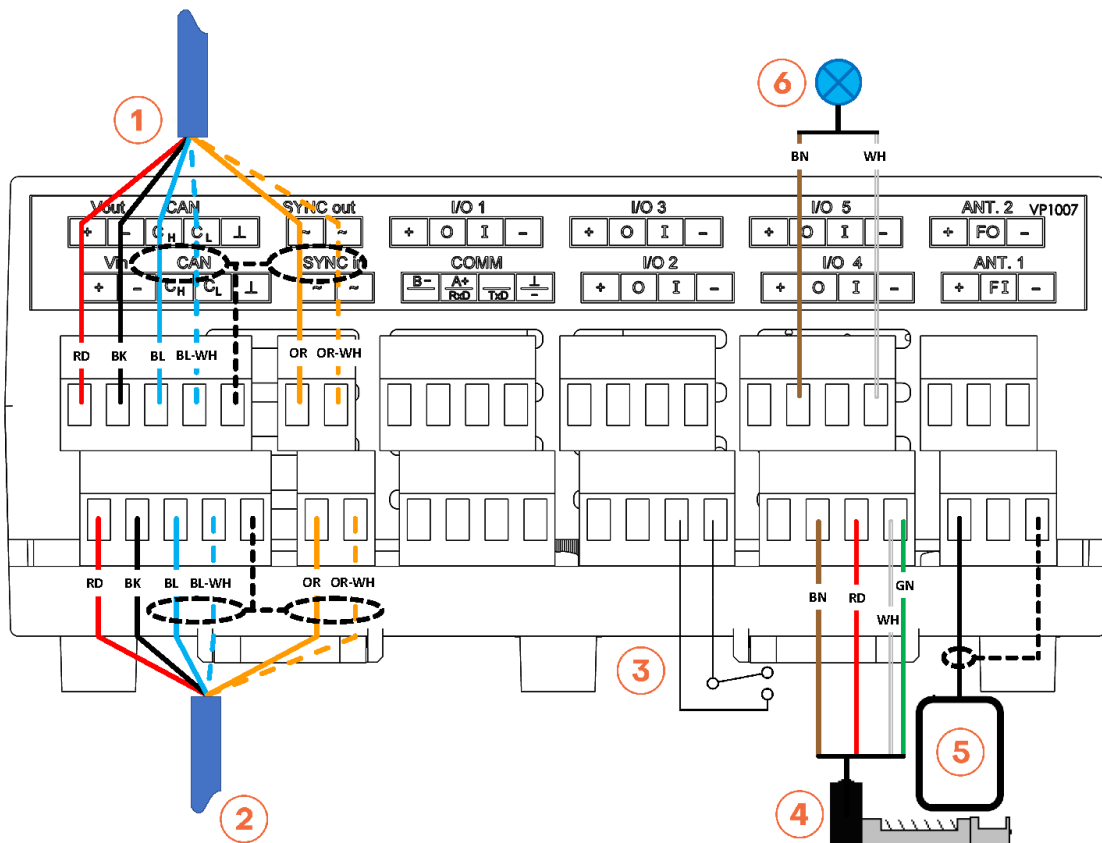 6
1
BN WH
Vout CAN SYNC out I/O 1 I/O 3 I/O 5 ANT. 2 VP1007
+ - CH CL ⊥ ~ ~ + O I - + O I - + O I - + FO -
Vin CAN SYNC in COMM I/O 2 I/O 4 ANT. 1
+ - CH CL ⊥ ~ ~ B- A+ RxD TxD ⊥ - + O I - + O I - + FI -
RD BK BL BL-WH OR OR-WH
RD BK BL BL-WH OR OR-WH GN
BN RD
WH
3
5
2 4